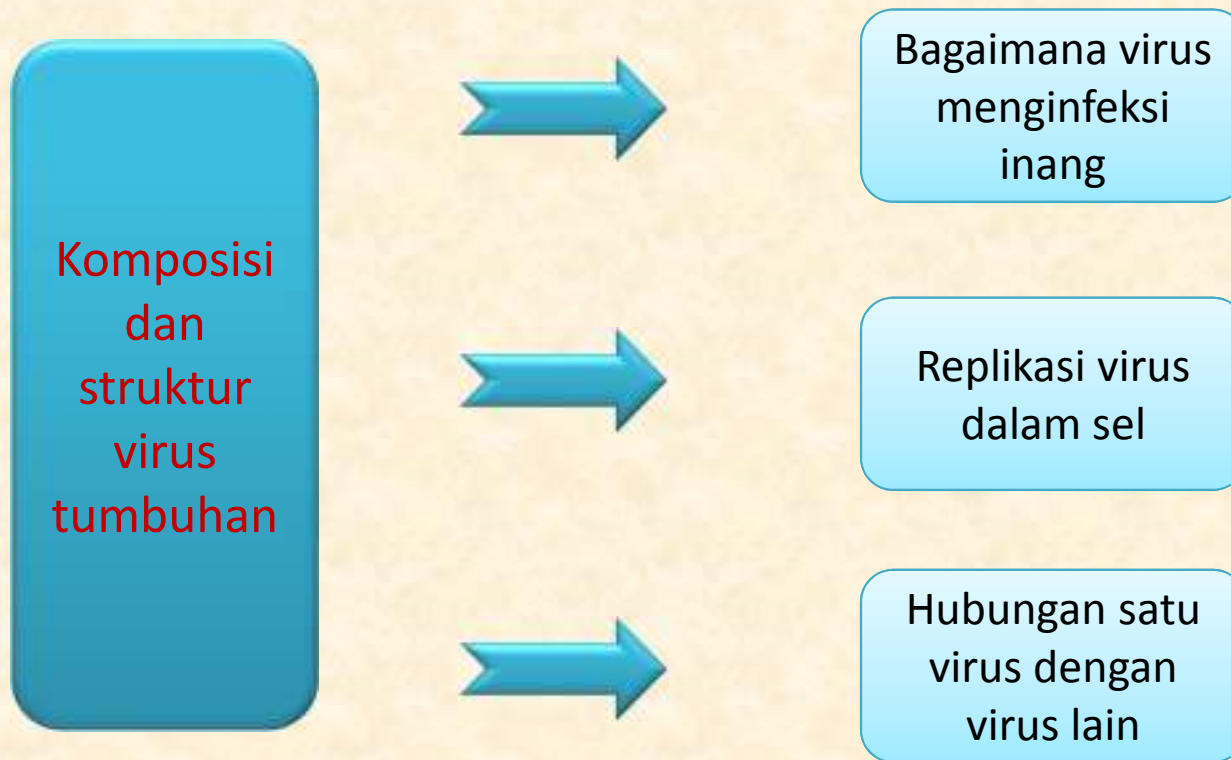 Komposisi
dan
struktur
virus
tumbuhan
Bagaimana virus
menginfeksi
inang
Replikasi virus
dalam sel
Hubungan satu
virus dengan
virus lain